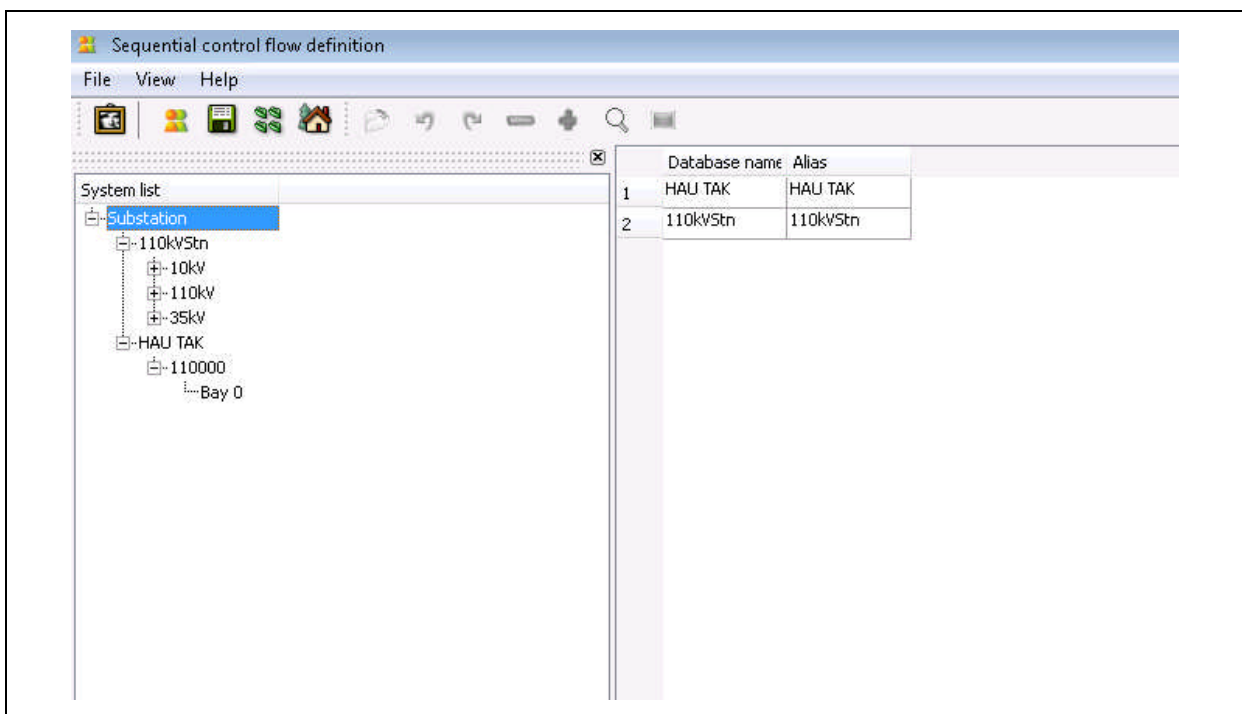 Sequential control flow definition
File View Help
System list
Substation
110kVStn
10kV
110kV
35kV
HAU TAK
110000
Bay 0
Database name Alias
1 HAU TAK HAU TAK
2 110kVStn 110kVStn